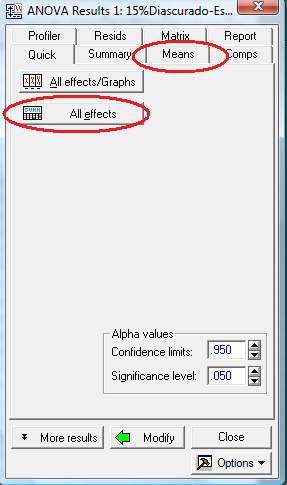 ANOVA Results 1: 15%Diascurado-Es...
Profiler Resids Matrix Report
Quick Summary Means Comps
All effects/Graphs
All effects
Alpha values
Confidence limits: .950
Significance level: .050
More results Modify Close
Options